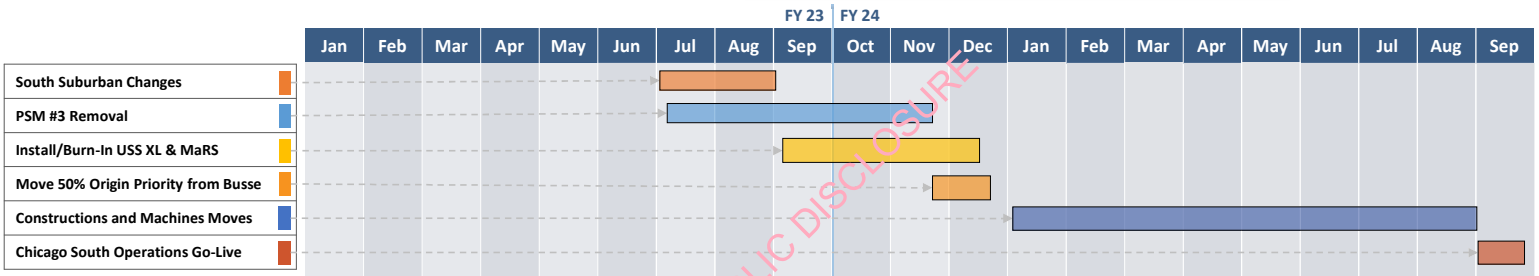 FY 23 FY 24
Jan Feb Mar Apr May Jun Jul Aug Sep Oct Nov Dec Jan Feb Mar Apr May Jun Jul Aug Sep
South Suburban Changes
PSM #3 Removal
Install/Burn-In USS XL & MaRS
Move 50% Origin Priority from Busse
Constructions and Machines Moves
Chicago South Operations Go-Live
LIC DISCLOSURE